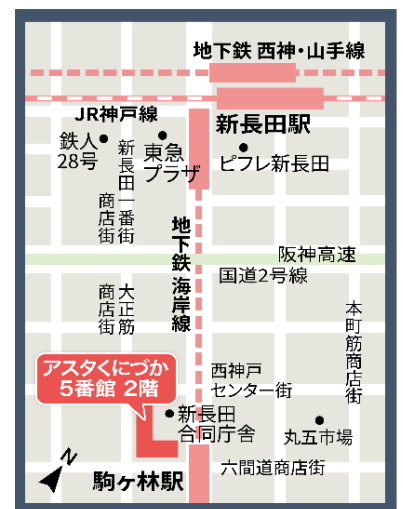 地下鉄 西神・山手線
JR神戸線
新長田駅
鉄人
28号
新長田一番街
商店街
東急
プラザ
ピフレ新長田
地下鉄 海岸線
阪神高速
国道2号線
大正筋
商店街
本町筋商店街
アスタくにづか
5番館 2階
西神戸
センター街
新長田
合同庁舎
丸五市場
六間道商店街
駒ヶ林駅
N